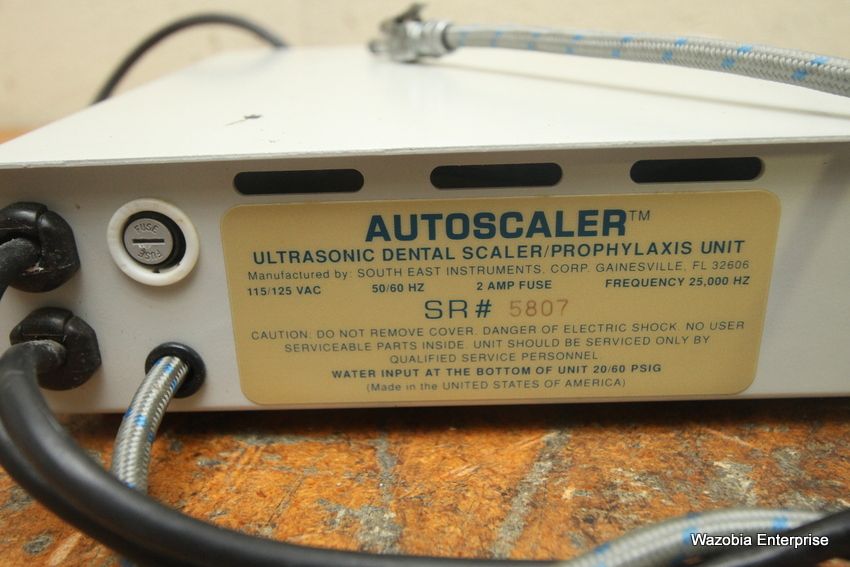 FUSE
FUSE
AUTOSCALER™
ULTRASONIC DENTAL SCALER/PROPHYLAXIS UNIT
Manufactured by: SOUTH EAST INSTRUMENTS, CORP. GAINESVILLE, FL 32606
115/125 VAC 50/60 HZ 2 AMP FUSE FREQUENCY 25,000 HZ
SR# 5807
CAUTION: DO NOT REMOVE COVER. DANGER OF ELECTRIC SHOCK. NO USER
SERVICEABLE PARTS INSIDE. UNIT SHOULD BE SERVICED ONLY BY
QUALIFIED SERVICE PERSONNEL
WATER INPUT AT THE BOTTOM OF UNIT 20/60 PSIG
(Made in the UNITED STATES OF AMERICA)
Wazobia Enterprise